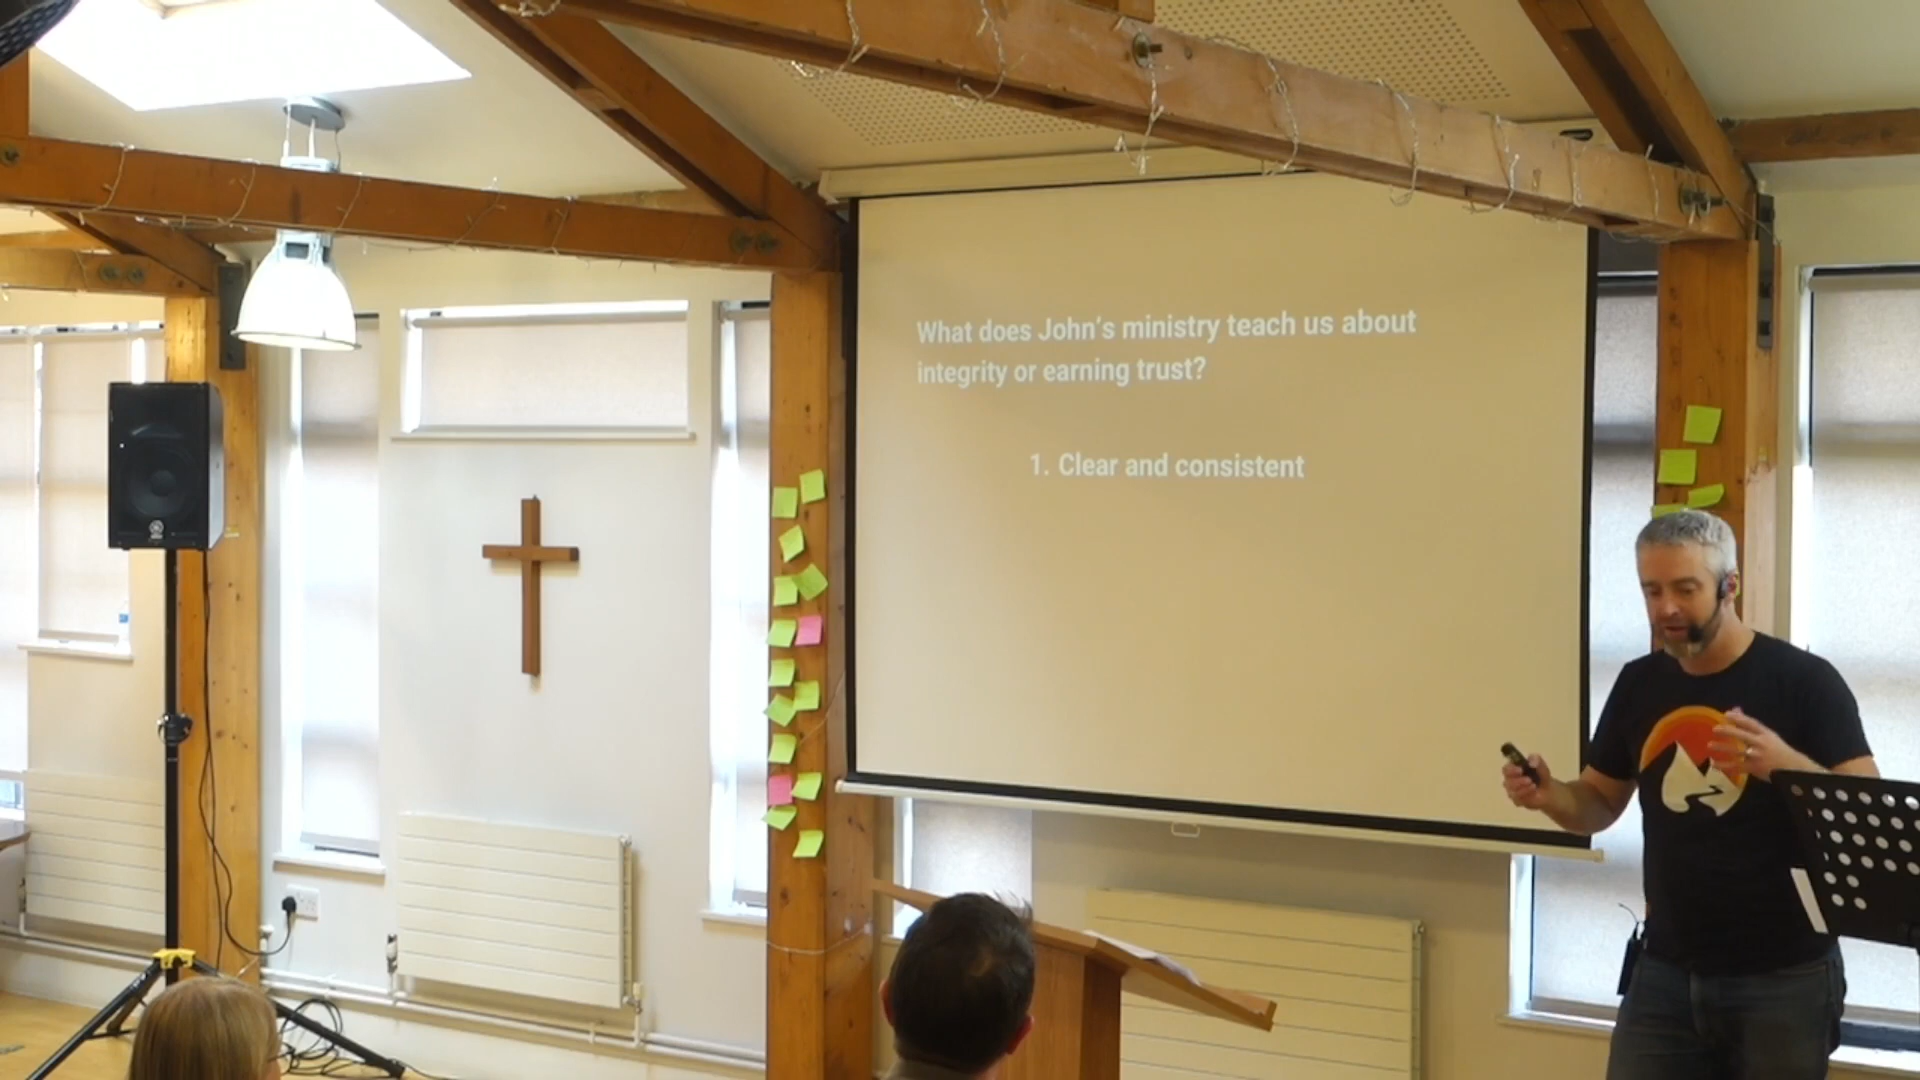 What does John's ministry teach us about
integrity or earning trust?
1. Clear and consistent